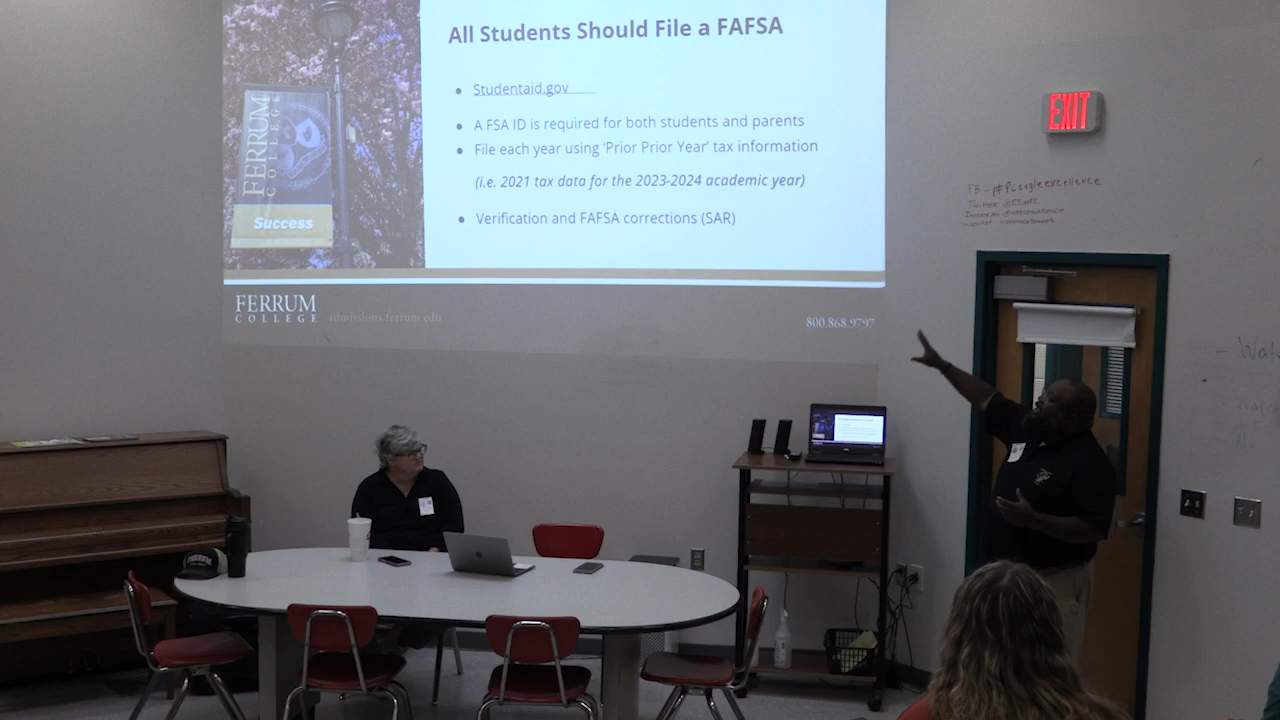 All Students Should File a FAFSA
Studentaid.gov
A FSA ID is required for both students and parents
File each year using 'Prior Prior Year' tax information
(i.e. 2021 tax data for the 2023-2024 academic year)
Verification and FAFSA corrections (SAR)
FERRUM
COLLEGE
Success
FERRUM
COLLEGE
admissions.ferrum.edu
800.868.9797
EXIT
FB - #fceagleexcellence
Twitter